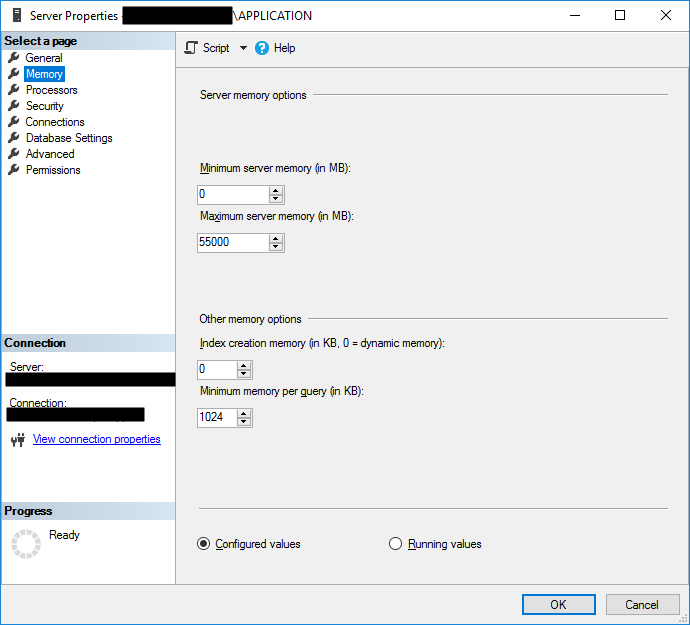 Server Properties - \APPLICATION
Select a page
General
Memory
Processors
Security
Connections
Database Settings
Advanced
Permissions
Connection
Server:
Connection:
View connection properties
Progress
Ready
Script Help
Server memory options
Minimum server memory (in MB):
0
Maximum server memory (in MB):
55000
Other memory options
Index creation memory (in KB, 0 = dynamic memory):
0
Minimum memory per query (in KB):
1024
Configured values Running values
OK Cancel